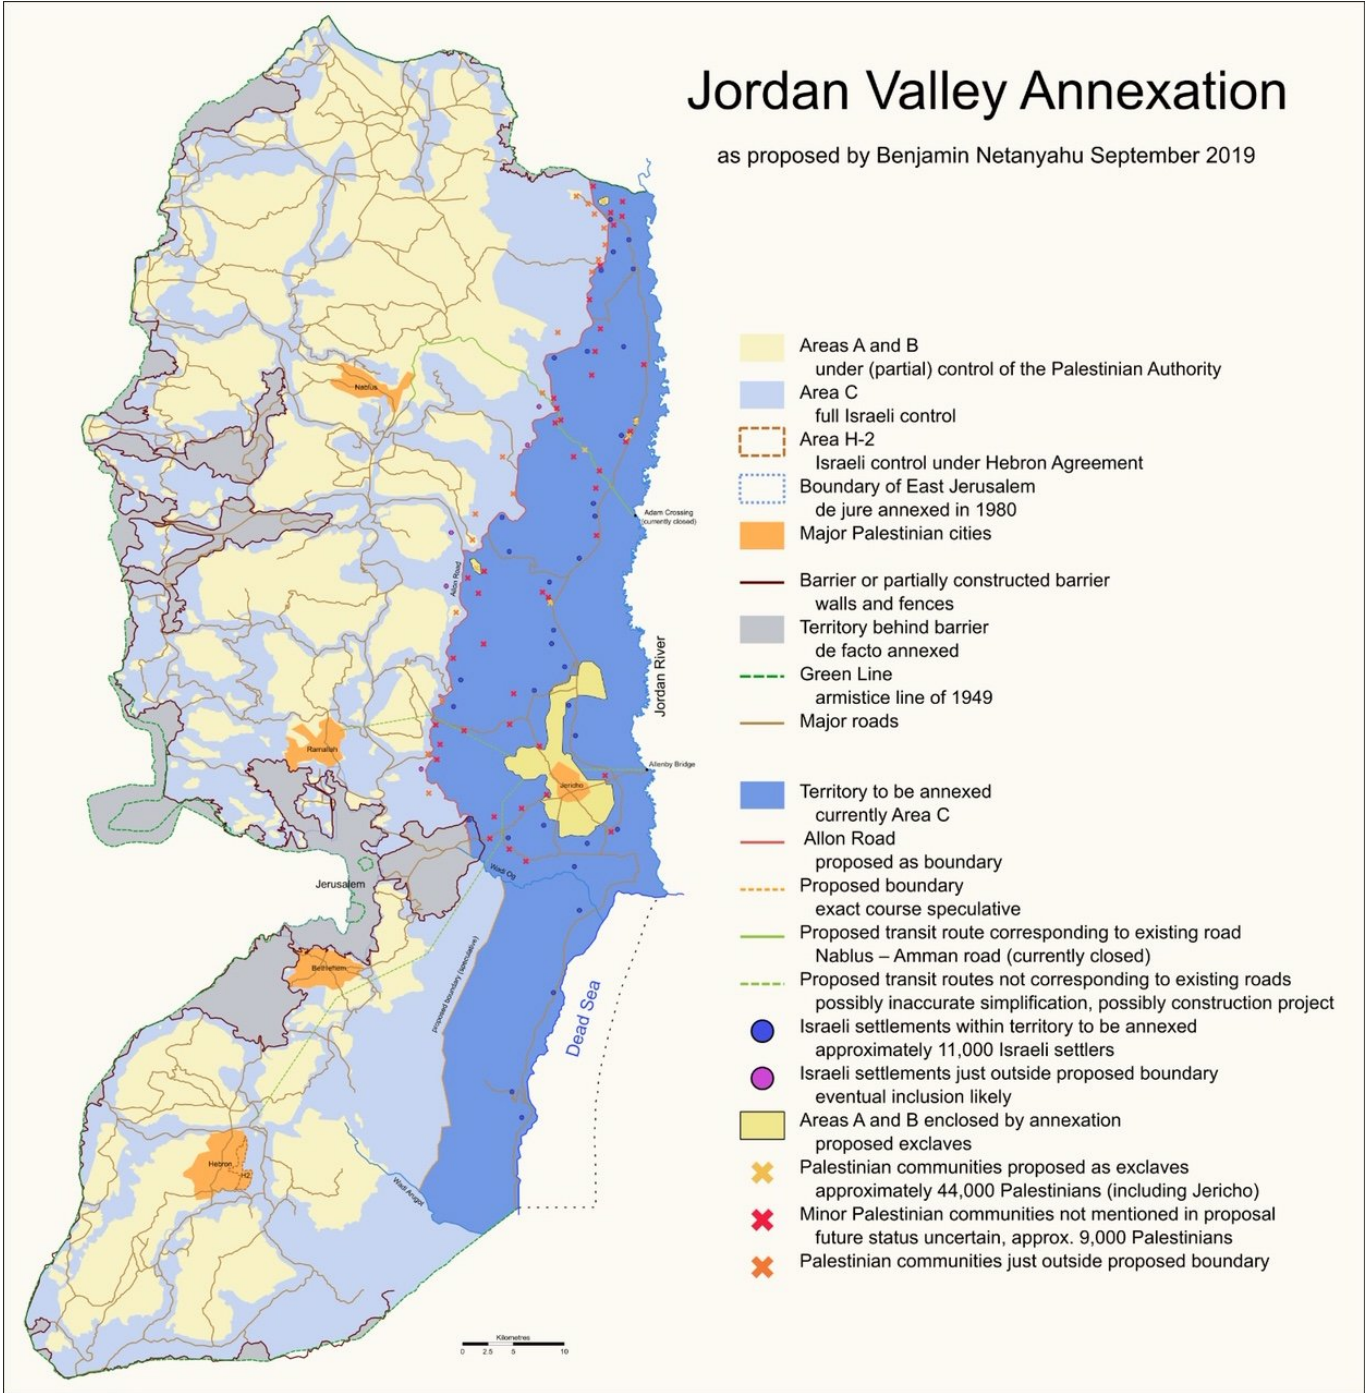 Jordan Valley Annexation
as proposed by Benjamin Netanyahu September 2019
Areas A and B
under (partial) control of the Palestinian Authority
Area C
full Israeli control
Area H-2
Israeli control under Hebron Agreement
Boundary of East Jerusalem
de jure annexed in 1980
Major Palestinian cities
Barrier or partially constructed barrier
walls and fences
Territory behind barrier
de facto annexed
Green Line
armistice line of 1949
Major roads
Territory to be annexed
currently Area C
Allon Road
proposed as boundary
Proposed boundary
exact course speculative
Proposed transit route corresponding to existing road
Nablus – Amman road (currently closed)
Proposed transit routes not corresponding to existing roads
possibly inaccurate simplification, possibly construction project
Israeli settlements within territory to be annexed
approximately 11,000 Israeli settlers
Israeli settlements just outside proposed boundary
eventual inclusion likely
Areas A and B enclosed by annexation
proposed exclaves
Palestinian communities proposed as exclaves
approximately 44,000 Palestinians (including Jericho)
Minor Palestinian communities not mentioned in proposal
future status uncertain, approx. 9,000 Palestinians
Palestinian communities just outside proposed boundary
Nablus
Adam Crossing
(currently closed)
Allon Road
Jordan River
Ramallah
Allenby Bridge
Jericho
Jerusalem
Wadi Og
Bethlehem
proposed boundary (speculative)
Dead Sea
Hebron
H2
Wadi Arugot
Kilometres
0 2.5 5 10